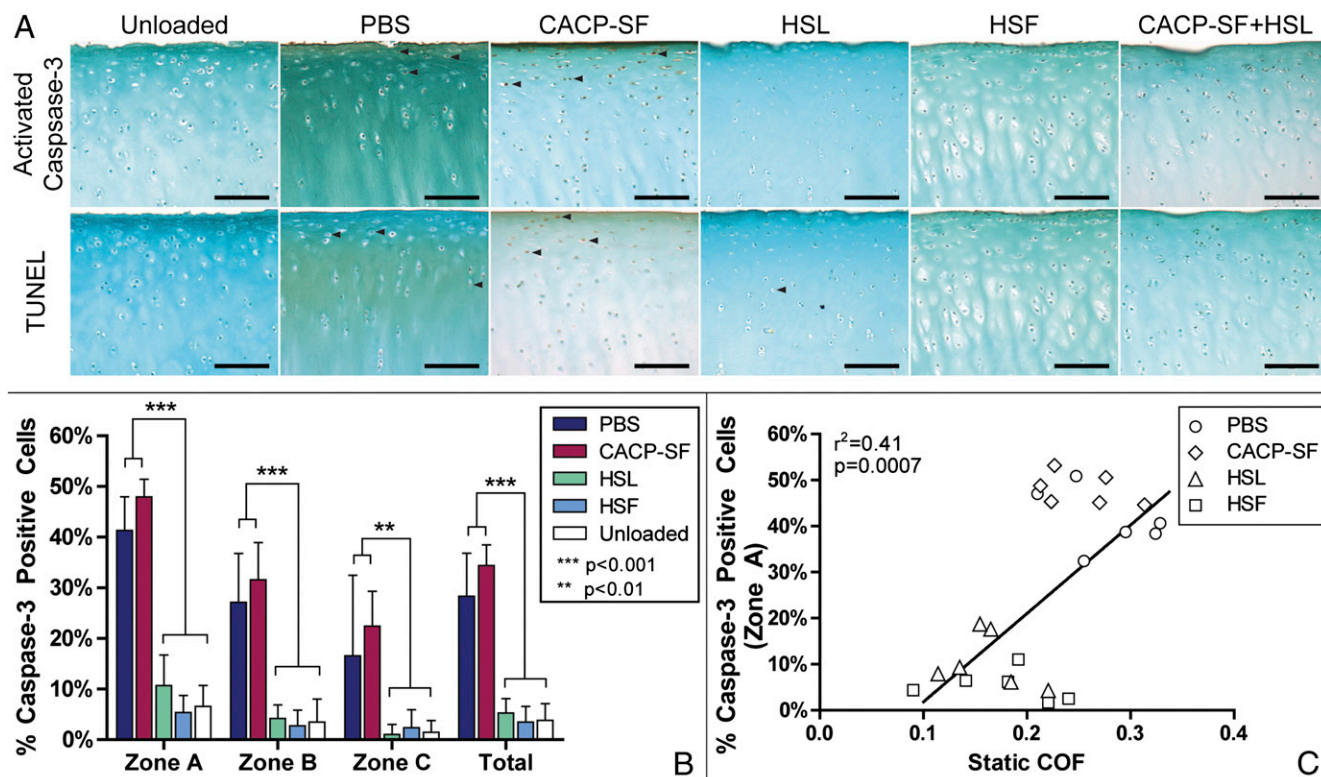 A
Unloaded PBS CACP-SF HSL HSF CACP-SF+HSL
Activated
Capsase-3
TUNEL
B
% Caspase-3 Positive Cells
60%
50%
40%
30%
20%
10%
0%
Zone A Zone B Zone C Total
*** *** ** ***
PBS
CACP-SF
HSL
HSF
Unloaded
*** p<0.001
** p<0.01
C
% Caspase-3 Positive Cells
(Zone A)
60%
50%
40%
30%
20%
10%
0%
r²=0.41
p=0.0007
PBS
CACP-SF
HSL
HSF
0.0 0.1 0.2 0.3 0.4
Static COF